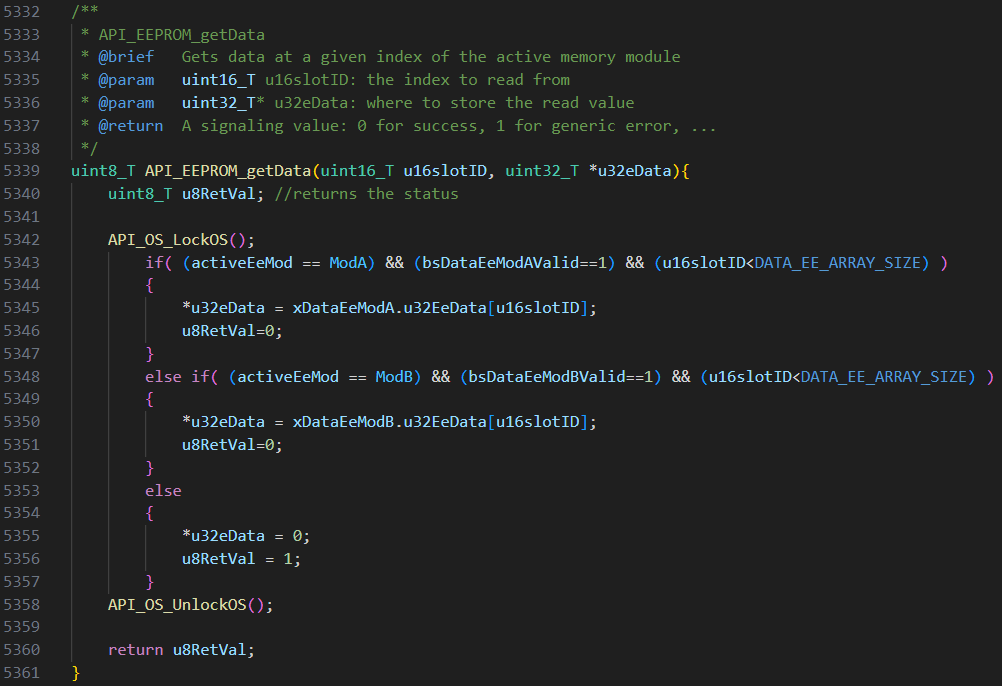 5332 /**
5333  * API_EEPROM_getData
5334  * @brief   Gets data at a given index of the active memory module
5335  * @param   uint16_T u16slotID: the index to read from
5336  * @param   uint32_T* u32eData: where to store the read value
5337  * @return  A signaling value: 0 for success, 1 for generic error, ...
5338  */
5339 uint8_T API_EEPROM_getData(uint16_T u16slotID, uint32_T *u32eData){
5340     uint8_T u8RetVal; //returns the status
5341
5342     API_OS_LockOS();
5343         if( (activeEeMod == ModA) && (bsDataEeModAValid==1) && (u16slotID<DATA_EE_ARRAY_SIZE) )
5344         {
5345             *u32eData = xDataEeModA.u32EeData[u16slotID];
5346             u8RetVal=0;
5347         }
5348         else if( (activeEeMod == ModB) && (bsDataEeModBValid==1) && (u16slotID<DATA_EE_ARRAY_SIZE) )
5349         {
5350             *u32eData = xDataEeModB.u32EeData[u16slotID];
5351             u8RetVal=0;
5352         }
5353         else
5354         {
5355             *u32eData = 0;
5356             u8RetVal = 1;
5357         }
5358     API_OS_UnlockOS();
5359
5360     return u8RetVal;
5361 }